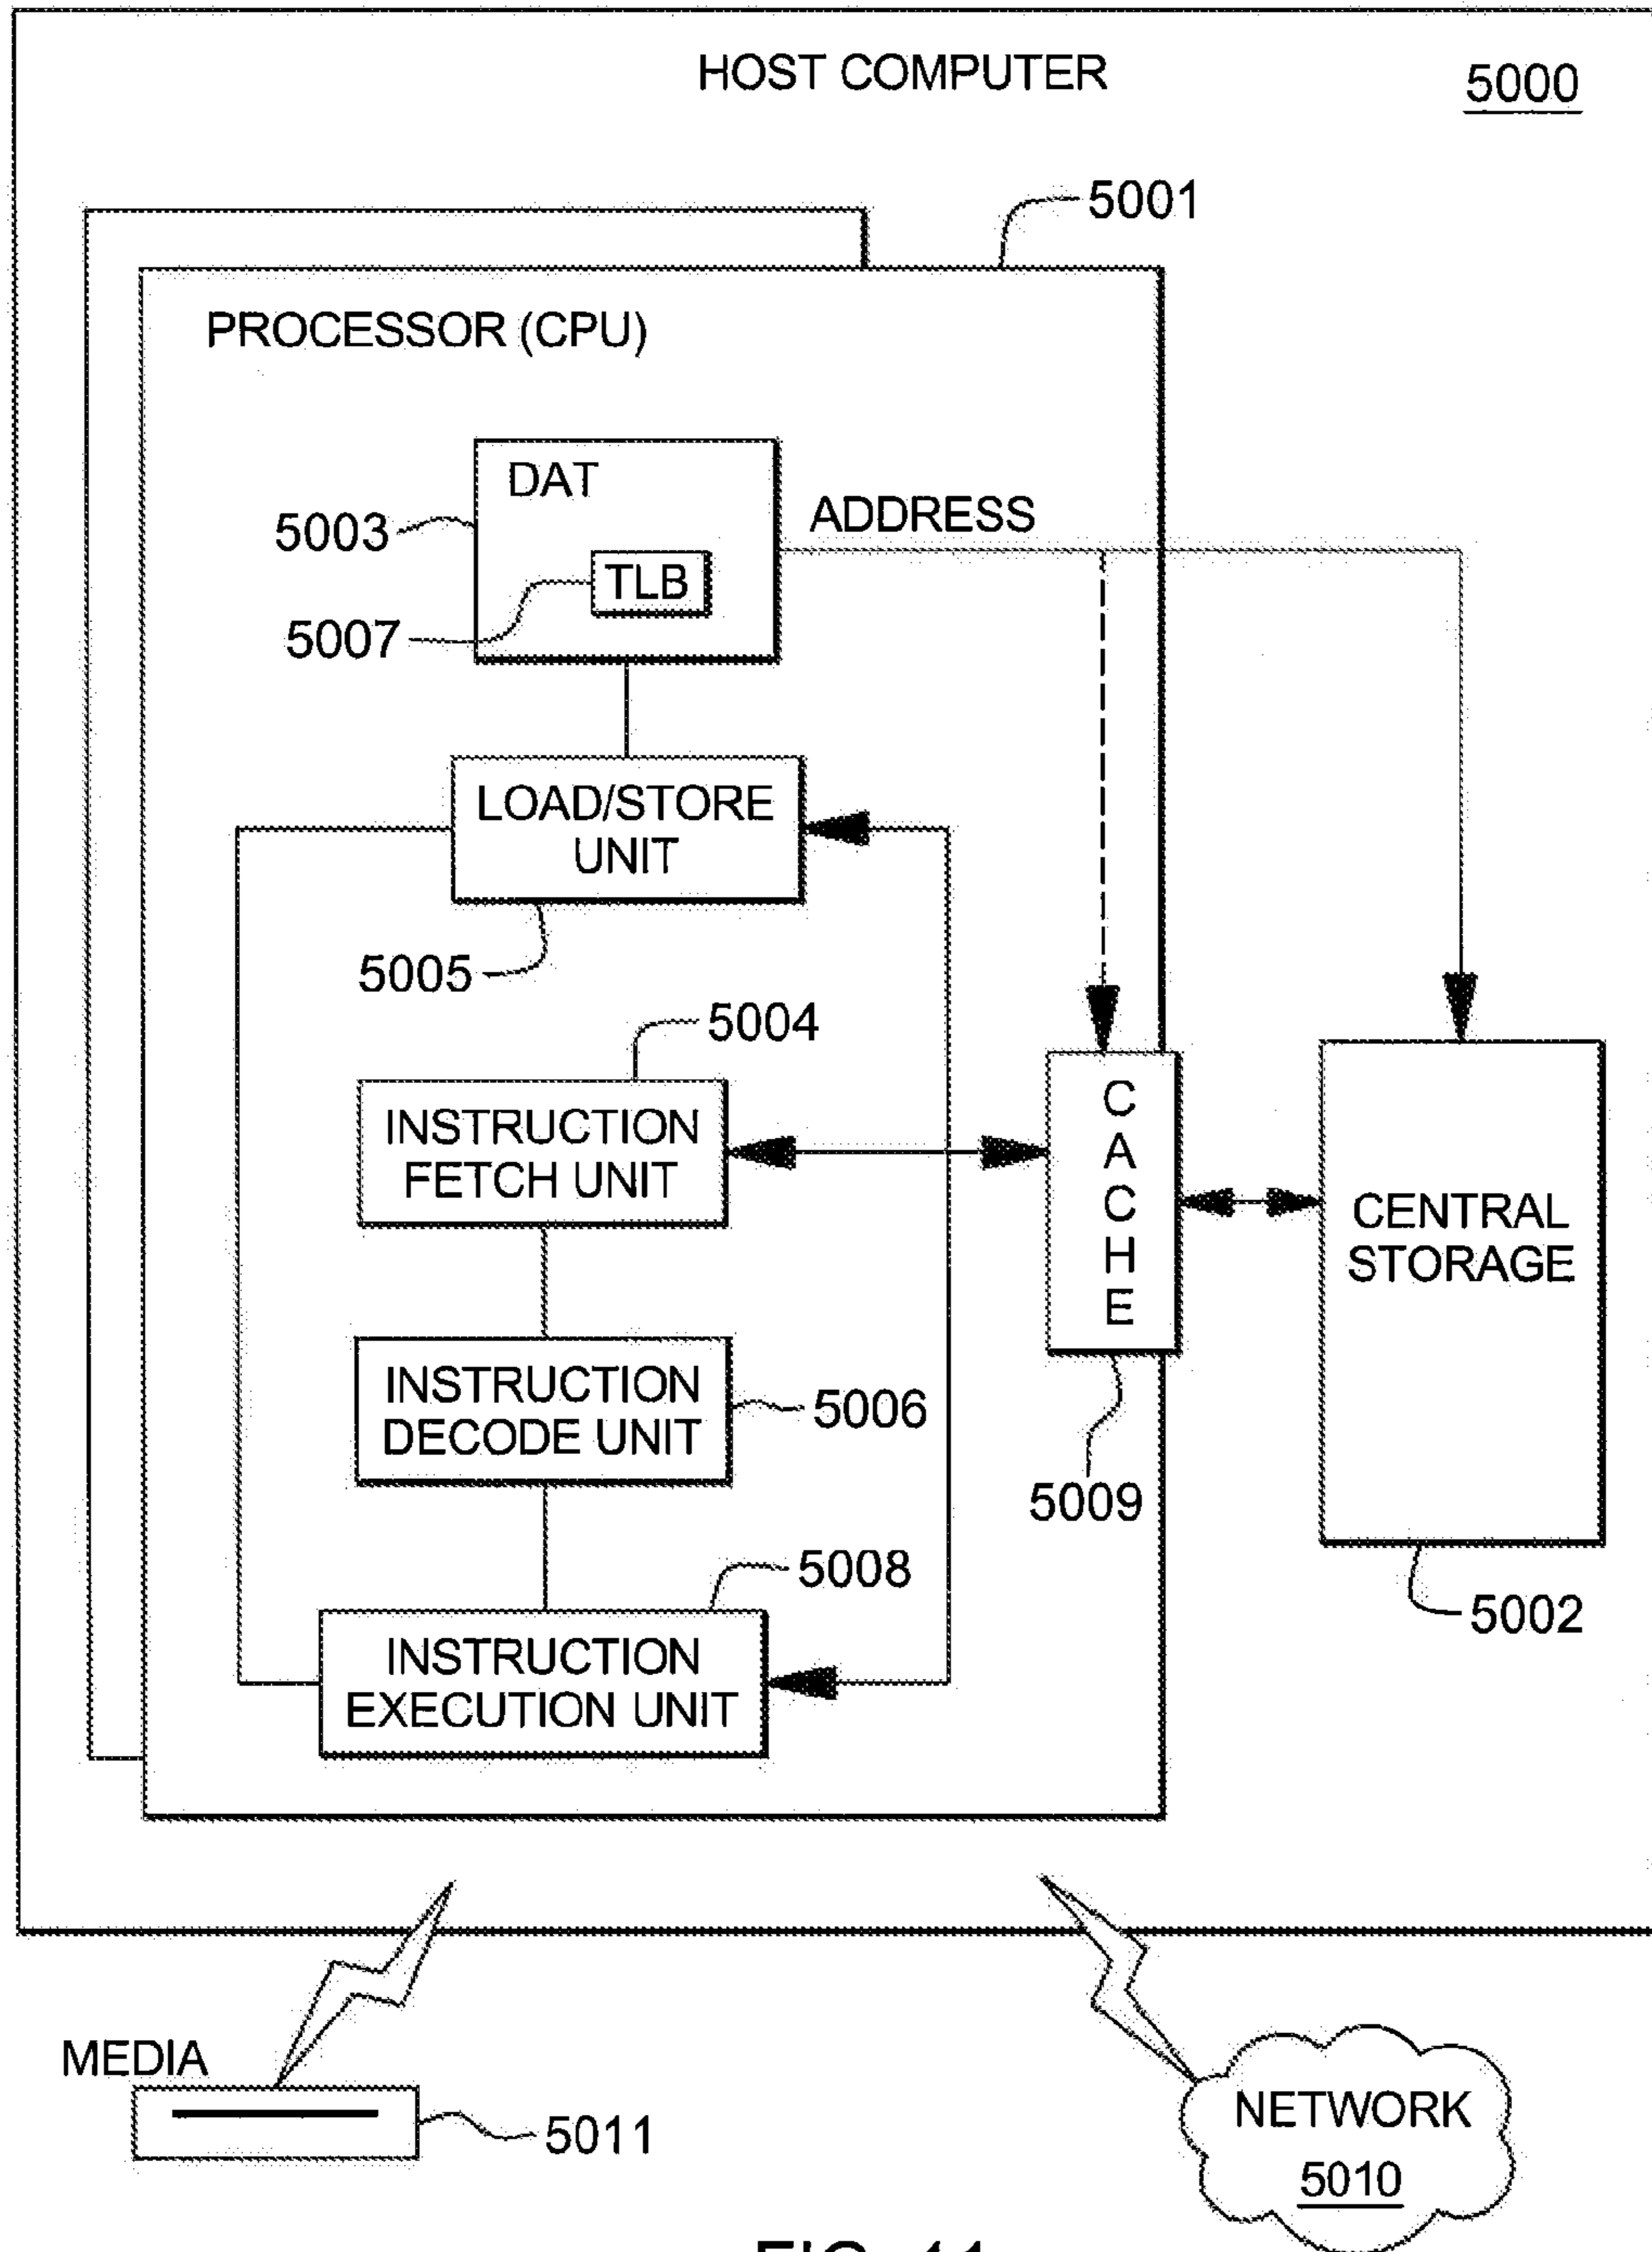 HOST COMPUTER
5000
5001
PROCESSOR (CPU)
DAT
5003
ADDRESS
TLB
5007
LOAD/STORE
UNIT
5005
5004
INSTRUCTION
FETCH UNIT
C
A
C
H
E
CENTRAL
STORAGE
INSTRUCTION
DECODE UNIT
5006
5009
5008
5002
INSTRUCTION
EXECUTION UNIT
MEDIA
5011
NETWORK
5010